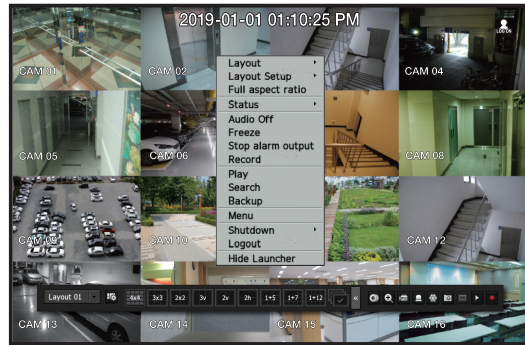 2019-01-01 01:10:25 PM
LOG ON
CAM 01
CAM 02
CAM 04
Layout
Layout Setup
Full aspect ratio
Status
Audio Off
Freeze
Stop alarm output
Record
Play
Search
Backup
Menu
Shutdown
Logout
Hide Launcher
CAM 05
CAM 06
CAM 08
CAM 09
CAM 10
CAM 12
Layout 01
4x4
3x3
2x2
3v
2v
2h
1+5
1+7
1+12
CAM 13
CAM 14
CAM 15
CAM 16